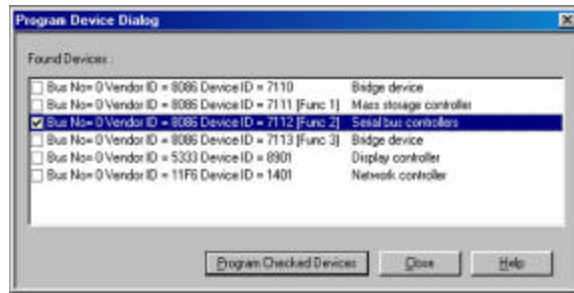 Program Device Dialog
Found Devices:
Bus No= 0 Vendor ID = 8086 Device ID = 7110 Bridge device
Bus No= 0 Vendor ID = 8086 Device ID = 7111 [Func 1] Mass storage controller
Bus No= 0 Vendor ID = 8086 Device ID = 7112 [Func 2] Serial bus controllers
Bus No= 0 Vendor ID = 8086 Device ID = 7113 [Func 3] Bridge device
Bus No= 0 Vendor ID = 5333 Device ID = 8901 Display controller
Bus No= 0 Vendor ID = 11F6 Device ID = 1401 Network controller
Program Checked Devices Close Help